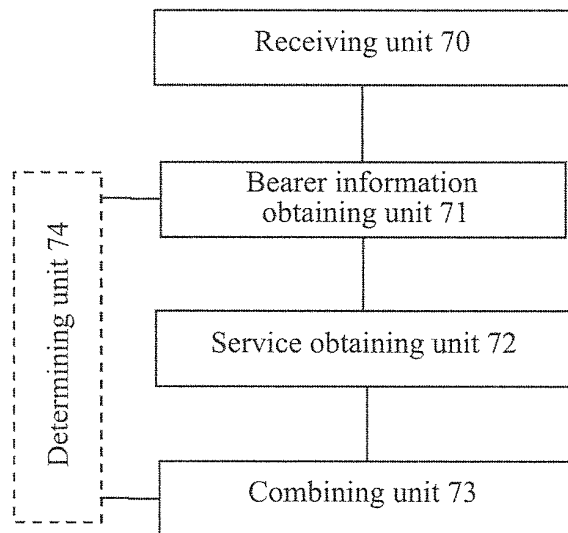 Receiving unit 70
Bearer information
obtaining unit 71
Determining unit 74
Service obtaining unit 72
Combining unit 73